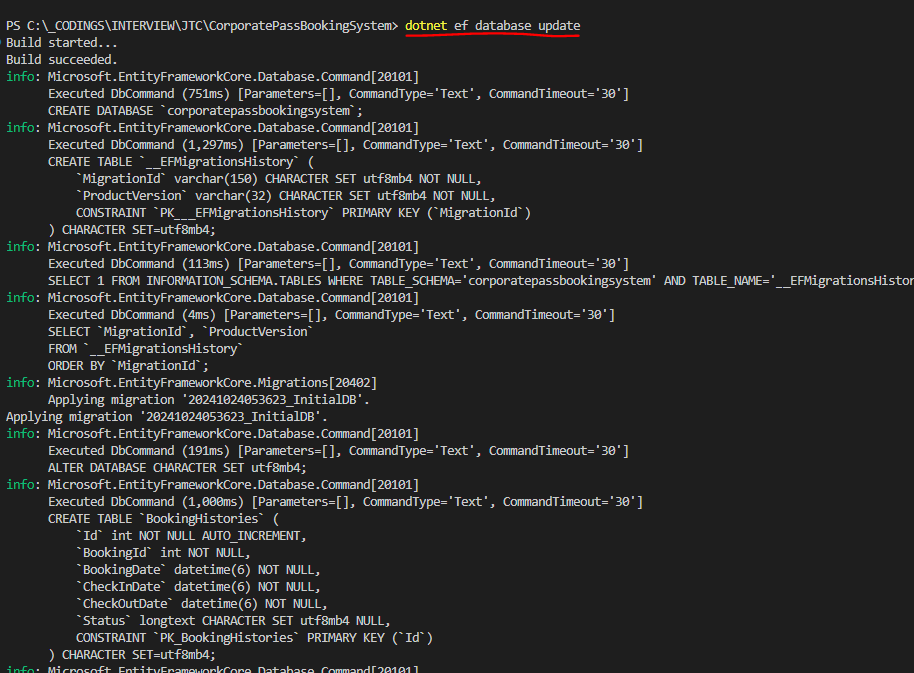 PS C:\_CODINGS\INTERVIEW\JTC\CorporatePassBookingSystem> dotnet ef database update
Build started...
Build succeeded.
info: Microsoft.EntityFrameworkCore.Database.Command[20101]
      Executed DbCommand (751ms) [Parameters=[], CommandType='Text', CommandTimeout='30']
      CREATE DATABASE `corporatepassbookingsystem`;
info: Microsoft.EntityFrameworkCore.Database.Command[20101]
      Executed DbCommand (1,297ms) [Parameters=[], CommandType='Text', CommandTimeout='30']
      CREATE TABLE `__EFMigrationsHistory` (
          `MigrationId` varchar(150) CHARACTER SET utf8mb4 NOT NULL,
          `ProductVersion` varchar(32) CHARACTER SET utf8mb4 NOT NULL,
          CONSTRAINT `PK___EFMigrationsHistory` PRIMARY KEY (`MigrationId`)
      ) CHARACTER SET=utf8mb4;
info: Microsoft.EntityFrameworkCore.Database.Command[20101]
      Executed DbCommand (113ms) [Parameters=[], CommandType='Text', CommandTimeout='30']
      SELECT 1 FROM INFORMATION_SCHEMA.TABLES WHERE TABLE_SCHEMA='corporatepassbookingsystem' AND TABLE_NAME='__EFMigrationsHistor
info: Microsoft.EntityFrameworkCore.Database.Command[20101]
      Executed DbCommand (4ms) [Parameters=[], CommandType='Text', CommandTimeout='30']
      SELECT `MigrationId`, `ProductVersion`
      FROM `__EFMigrationsHistory`
      ORDER BY `MigrationId`;
info: Microsoft.EntityFrameworkCore.Migrations[20402]
      Applying migration '20241024053623_InitialDB'.
Applying migration '20241024053623_InitialDB'.
info: Microsoft.EntityFrameworkCore.Database.Command[20101]
      Executed DbCommand (191ms) [Parameters=[], CommandType='Text', CommandTimeout='30']
      ALTER DATABASE CHARACTER SET utf8mb4;
info: Microsoft.EntityFrameworkCore.Database.Command[20101]
      Executed DbCommand (1,000ms) [Parameters=[], CommandType='Text', CommandTimeout='30']
      CREATE TABLE `BookingHistories` (
          `Id` int NOT NULL AUTO_INCREMENT,
          `BookingId` int NOT NULL,
          `BookingDate` datetime(6) NOT NULL,
          `CheckInDate` datetime(6) NOT NULL,
          `CheckOutDate` datetime(6) NOT NULL,
          `Status` longtext CHARACTER SET utf8mb4 NULL,
          CONSTRAINT `PK_BookingHistories` PRIMARY KEY (`Id`)
      ) CHARACTER SET=utf8mb4;
info: Microsoft.EntityFrameworkCore.Database.Command[20101]